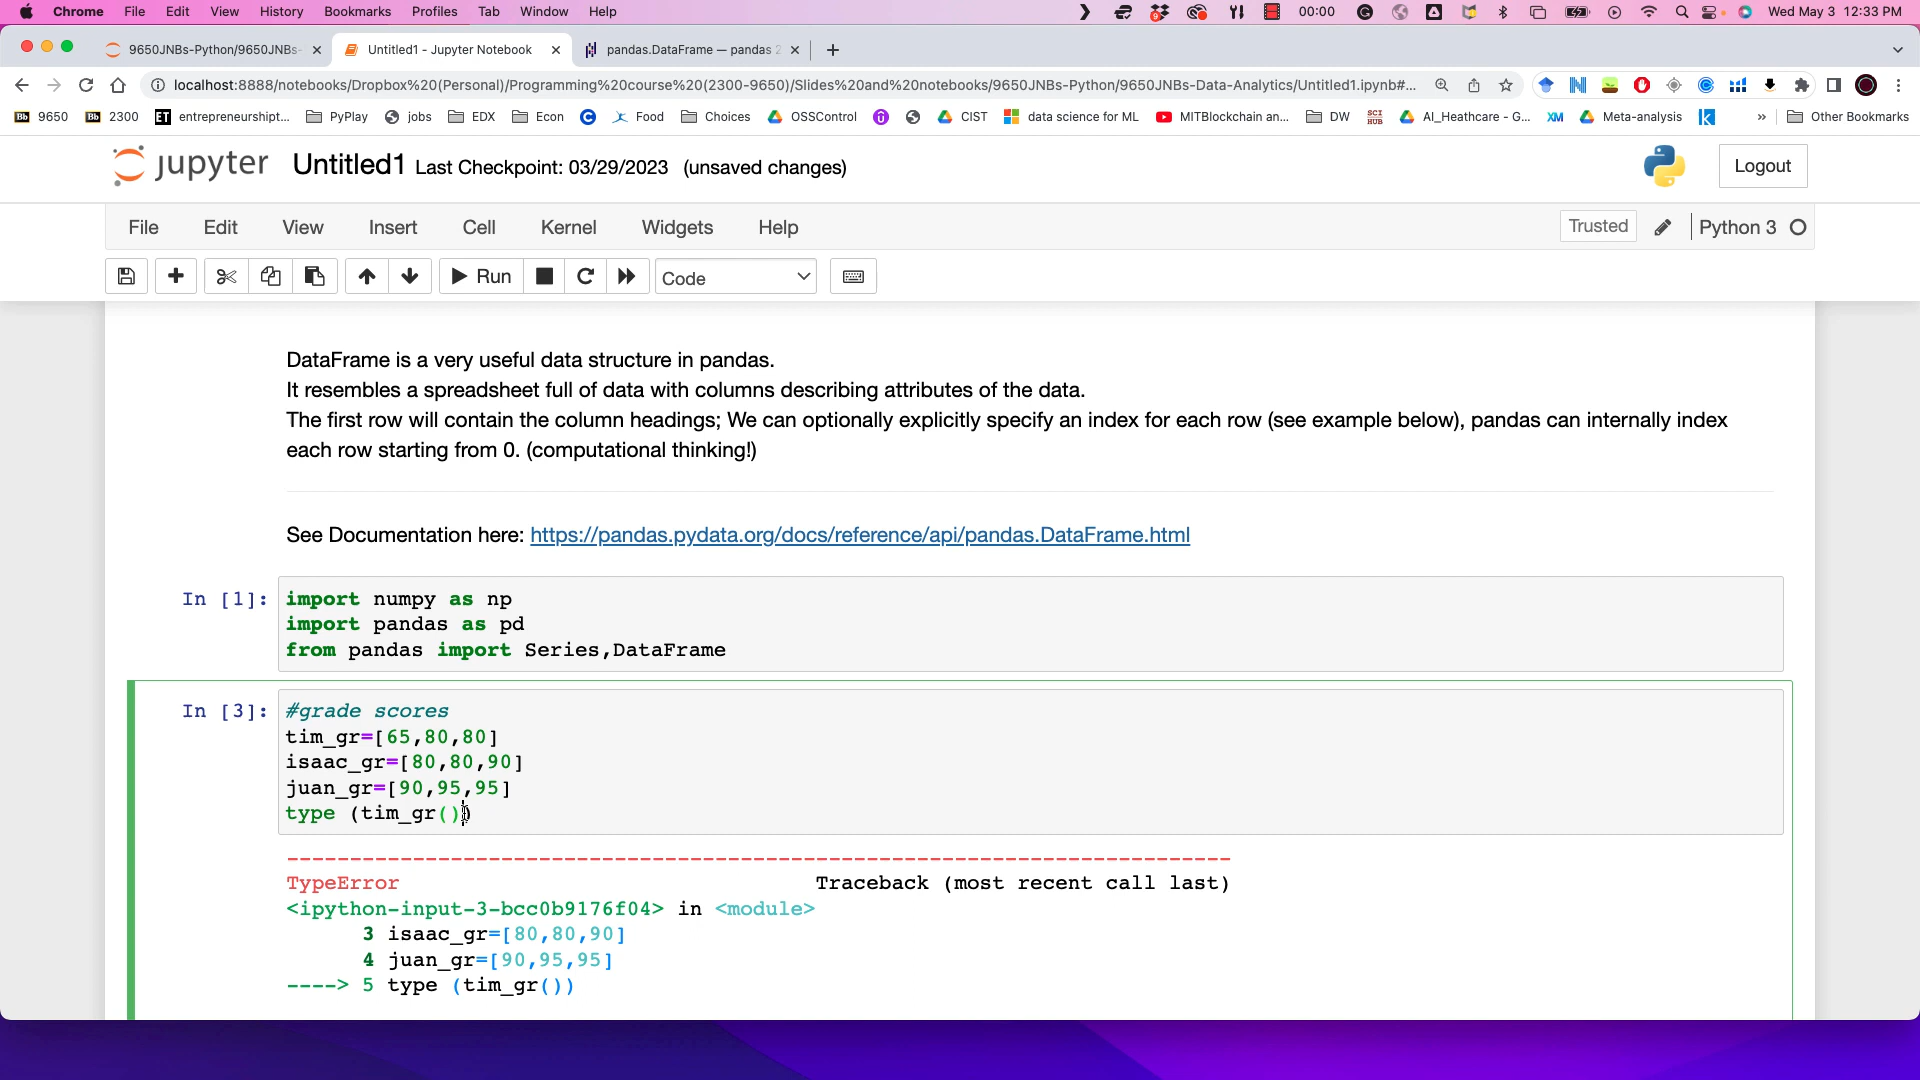 Chrome File Edit View History Bookmarks Profiles Tab Window Help 9 00:00 Wed May 3 12:33 PM
9650JNBs-Python/9650JNBs- Untitled1 - Jupyter Notebook pandas.DataFrame — pandas 2
localhost:8888/notebooks/Dropbox%20(Personal)/Programming%20course%20(2300-9650)/Slides%20and%20notebooks/9650JNBs-Python/9650JNBs-Data-Analytics/Untitled1.ipynb#...
Bb 9650 Bb 2300 ET entrepreneurshipt... PyPlay jobs EDX Econ Food Choices OSSControl CIST data science for ML MITBlockchain an... DW SCI HUB AI_Heathcare - G... XM Meta-analysis » Other Bookmarks
jupyter Untitled1 Last Checkpoint: 03/29/2023 (unsaved changes) Logout
File Edit View Insert Cell Kernel Widgets Help Trusted Python 3
Run Code
DataFrame is a very useful data structure in pandas.
It resembles a spreadsheet full of data with columns describing attributes of the data.
The first row will contain the column headings; We can optionally explicitly specify an index for each row (see example below), pandas can internally index
each row starting from 0. (computational thinking!)
See Documentation here: https://pandas.pydata.org/docs/reference/api/pandas.DataFrame.html
In [1]: import numpy as np
import pandas as pd
from pandas import Series,DataFrame
In [3]: #grade scores
tim_gr=[65,80,80]
isaac_gr=[80,80,90]
juan_gr=[90,95,95]
type (tim_gr())
---------------------------------------------------------------------------
TypeError Traceback (most recent call last)
<ipython-input-3-bcc0b9176f04> in <module>
3 isaac_gr=[80,80,90]
4 juan_gr=[90,95,95]
----> 5 type (tim_gr())